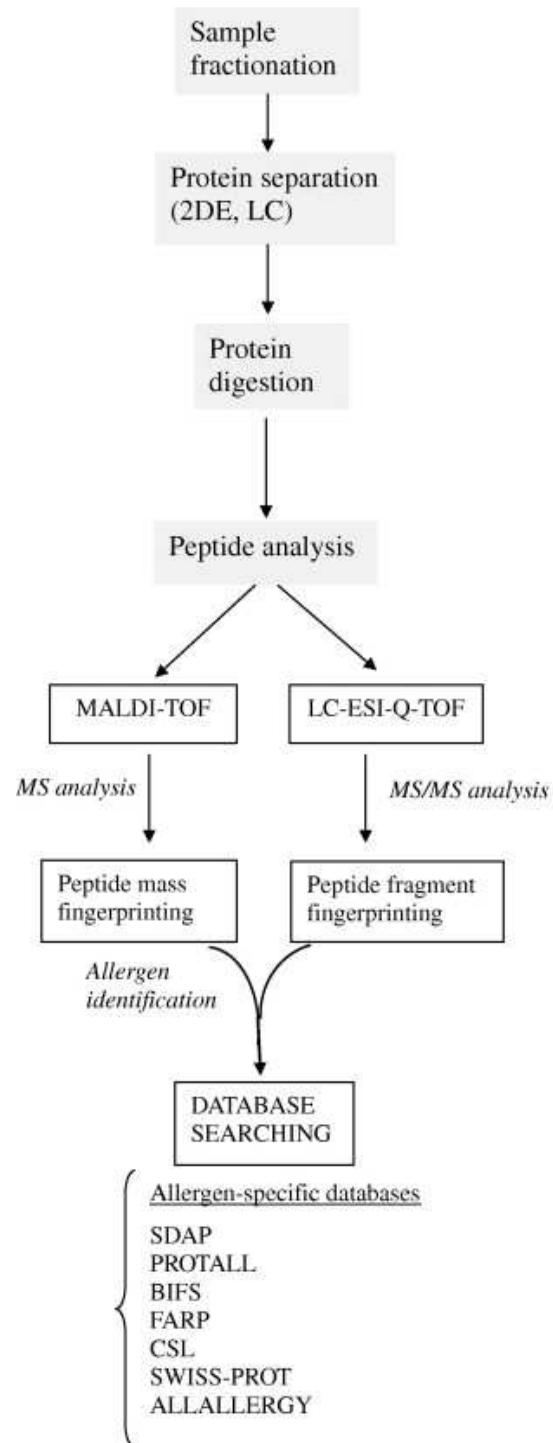 Sample
fractionation
Protein separation
(2DE, LC)
Protein
digestion
Peptide analysis
MALDI-TOF
LC-ESI-Q-TOF
MS analysis
MS/MS analysis
Peptide mass
fingerprinting
Peptide fragment
fingerprinting
Allergen
identification
DATABASE
SEARCHING
Allergen-specific databases
SDAP
PROTALL
BIFS
FARP
CSL
SWISS-PROT
ALLALLERGY